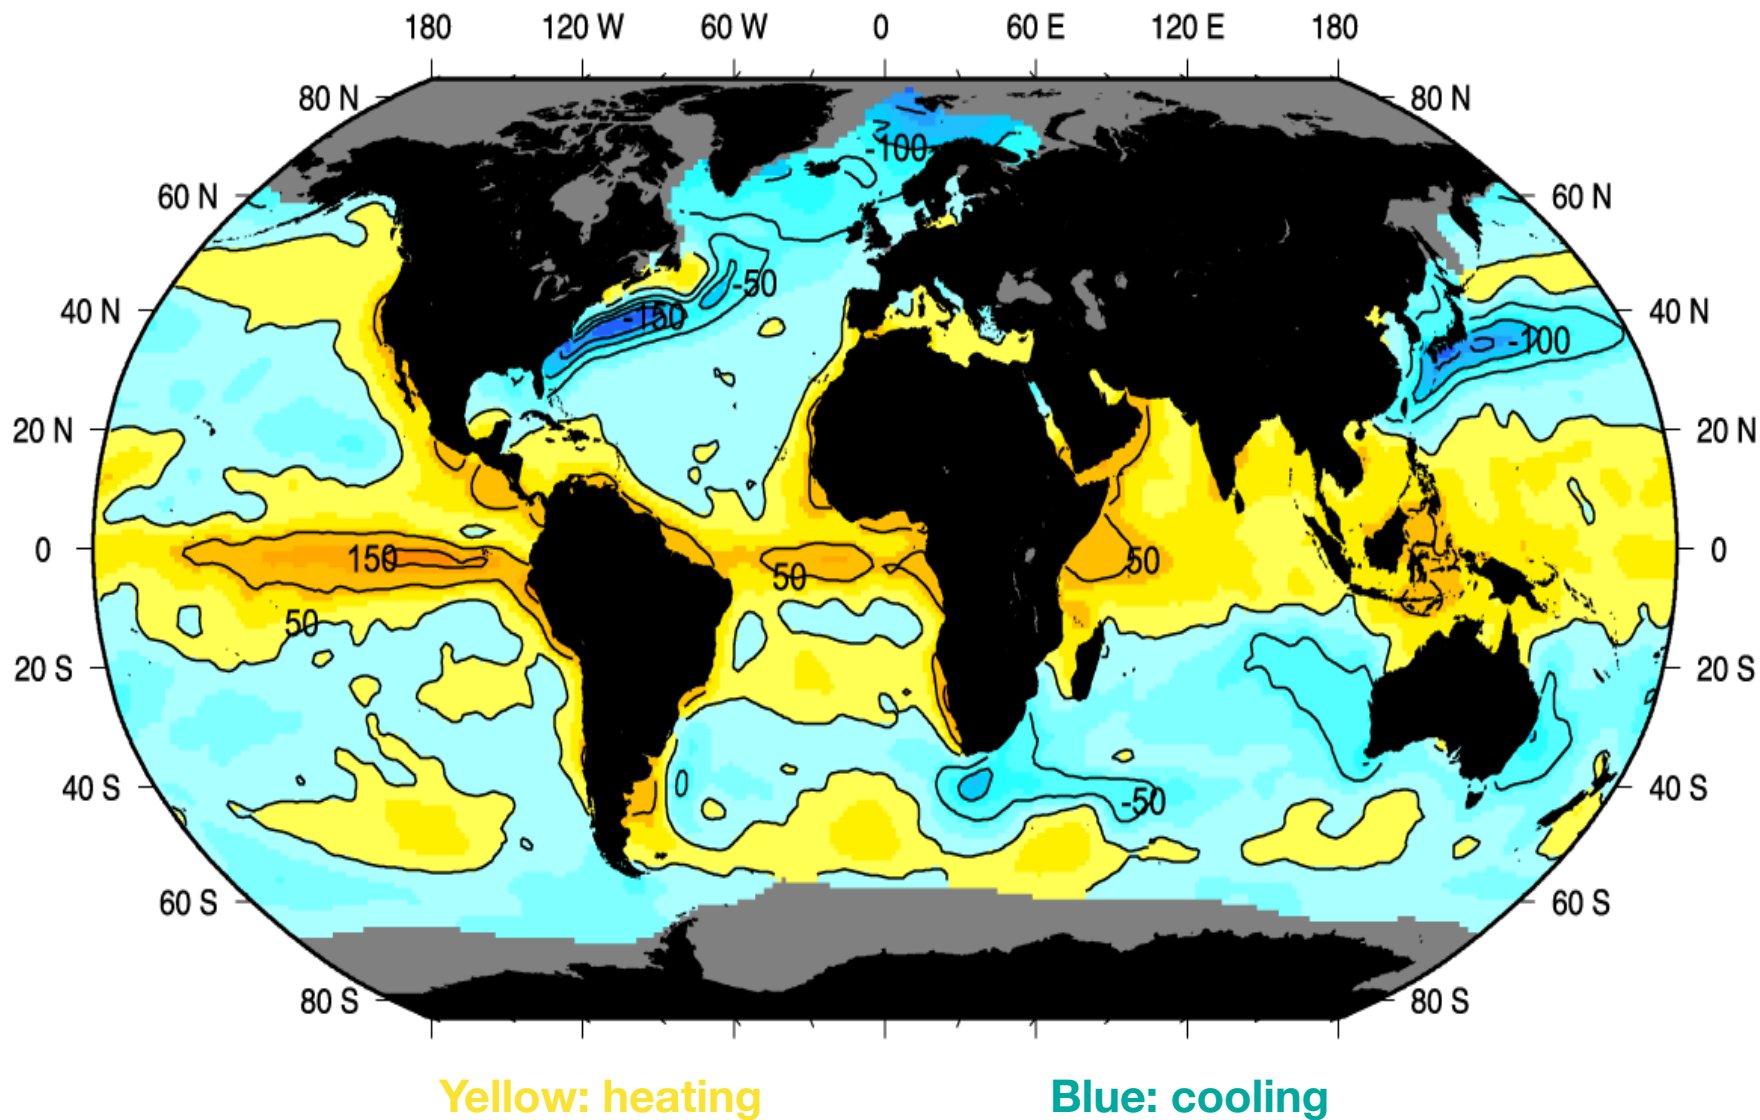 180 120 W 60 W 0 60 E 120 E 180
80 N 80 N
-100
60 N 60 N
-50
40 N -150 -100 40 N
20 N 20 N
0 150 50 50 0
50
20 S 20 S
40 S -50 40 S
60 S 60 S
80 S 80 S
Yellow: heating Blue: cooling